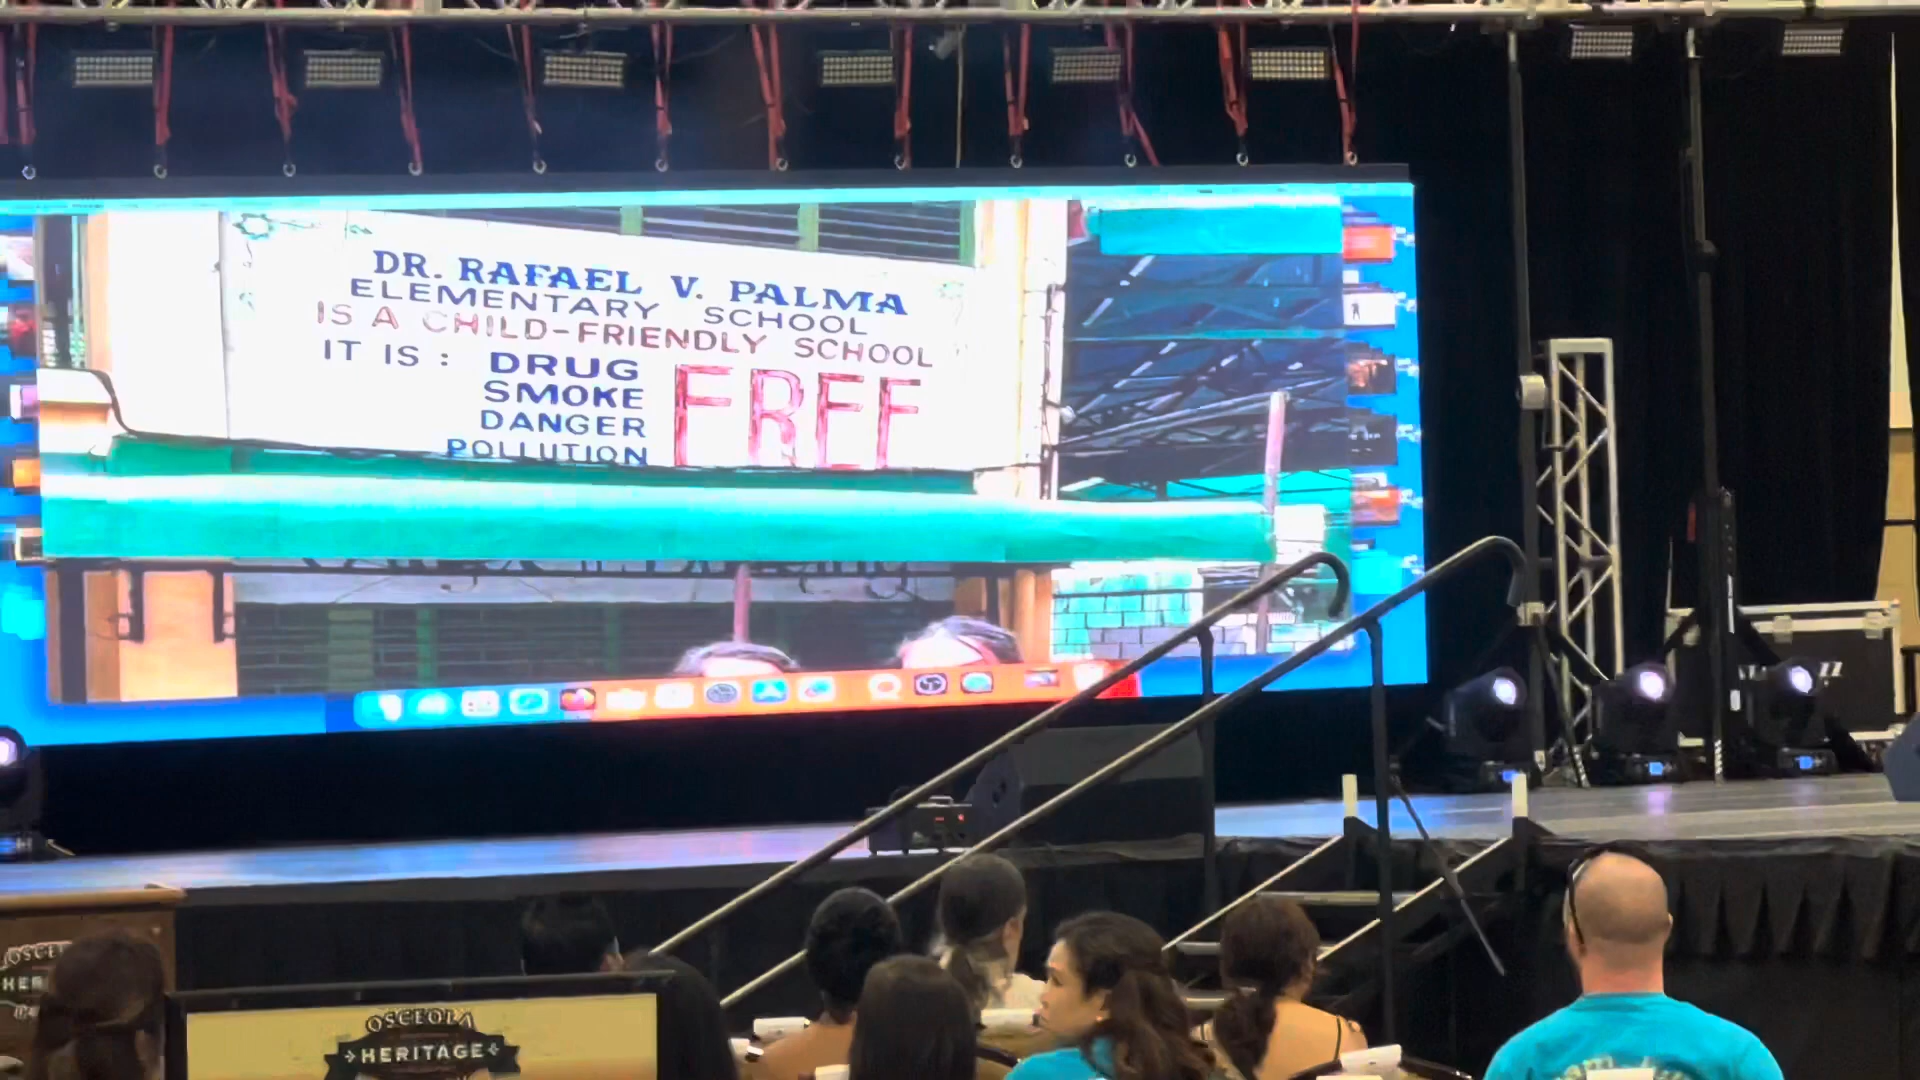 DR. RAFAEL V. PALMA
ELEMENTARY SCHOOL
IS A CHILD-FRIENDLY SCHOOL
IT IS : DRUG
SMOKE
DANGER
POLLUTION
FREE
OSCEOLA
HERITAGE